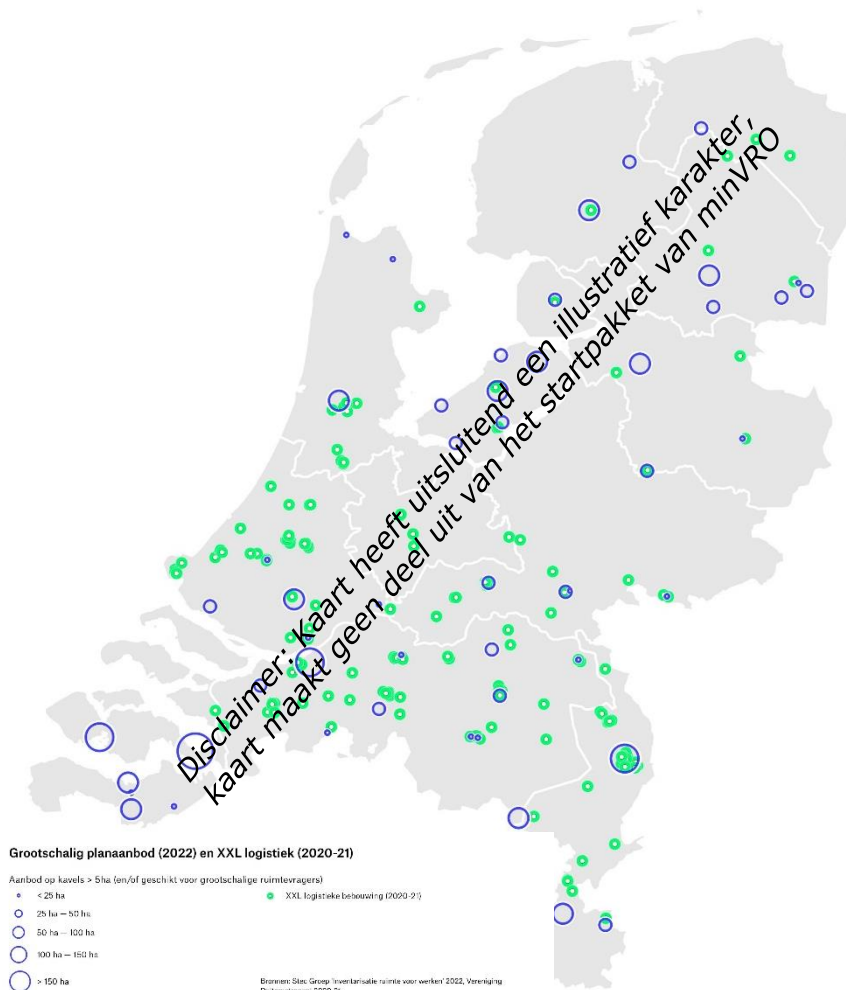 Disclaimer: Kaart heeft uitsluitend een illustratief karakter,
kaart maakt geen deel uit van het startpakket van minVRO
Grootschalig planaanbod (2022) en XXL logistiek (2020-21)
Aanbod op kavels > 5ha (en/of geschikt voor grootschalige ruimtevragers)
< 25 ha
25 ha — 50 ha
50 ha — 100 ha
100 ha — 150 ha
> 150 ha
XXL logistieke bebouwing (2020-21)
Bronnen: Stec Groep 'Inventarisatie ruimte voor werken' 2022, Vereniging